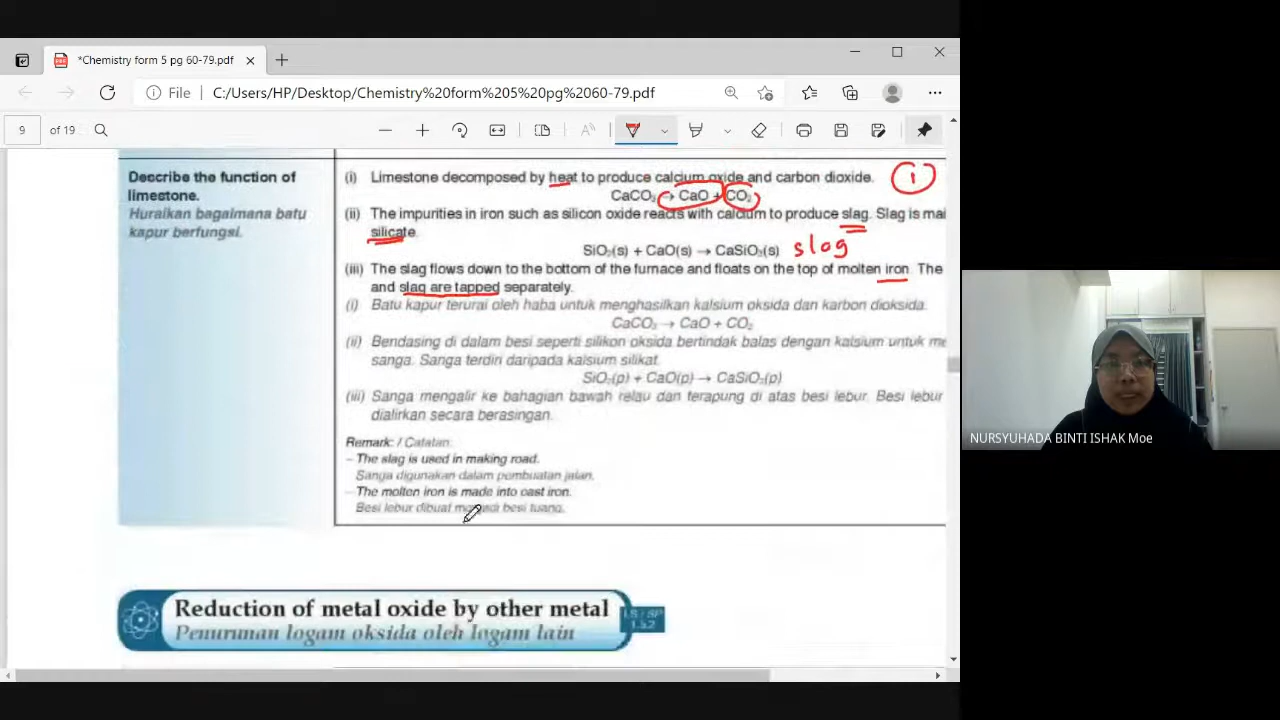 *Chemistry form 5 pg 60-79.pdf
File C:/Users/HP/Desktop/Chemistry%20form%205%20pg%2060-79.pdf
9 of 19
Describe the function of
limestone.
Huraikan bagaimana batu
kapur berfungsi.
(i) Limestone decomposed by heat to produce calcium oxide and carbon dioxide. 1
CaCO₃ → CaO + CO₂
(ii) The impurities in iron such as silicon oxide reacts with calcium to produce slag. Slag is mai
silicate.
SiO₂(s) + CaO(s) → CaSiO₃(s) slag
(iii) The slag flows down to the bottom of the furnace and floats on the top of molten iron. The
and slag are tapped separately.
(i) Batu kapur terurai oleh haba untuk menghasilkan kalsium oksida dan karbon dioksida.
CaCO₃ → CaO + CO₂
(ii) Bendasing di dalam besi seperti silikon oksida bertindak balas dengan kalsium untuk me
sanga. Sanga terdiri daripada kalsium silikat.
SiO₂(p) + CaO(p) → CaSiO₃(p)
(iii) Sanga mengalir ke bahagian bawah relau dan terapung di atas besi lebur. Besi lebur
dialirkan secara berasingan.
Remark: / Catatan:
– The slag is used in making road.
Sanga digunakan dalam pembuatan jalan.
– The molten iron is made into cast iron.
Besi lebur dibuat menjadi besi tuang.
Reduction of metal oxide by other metal
Penurunan logam oksida oleh logam lain
LS / SP
1.5.2
NURSYUHADA BINTI ISHAK Moe